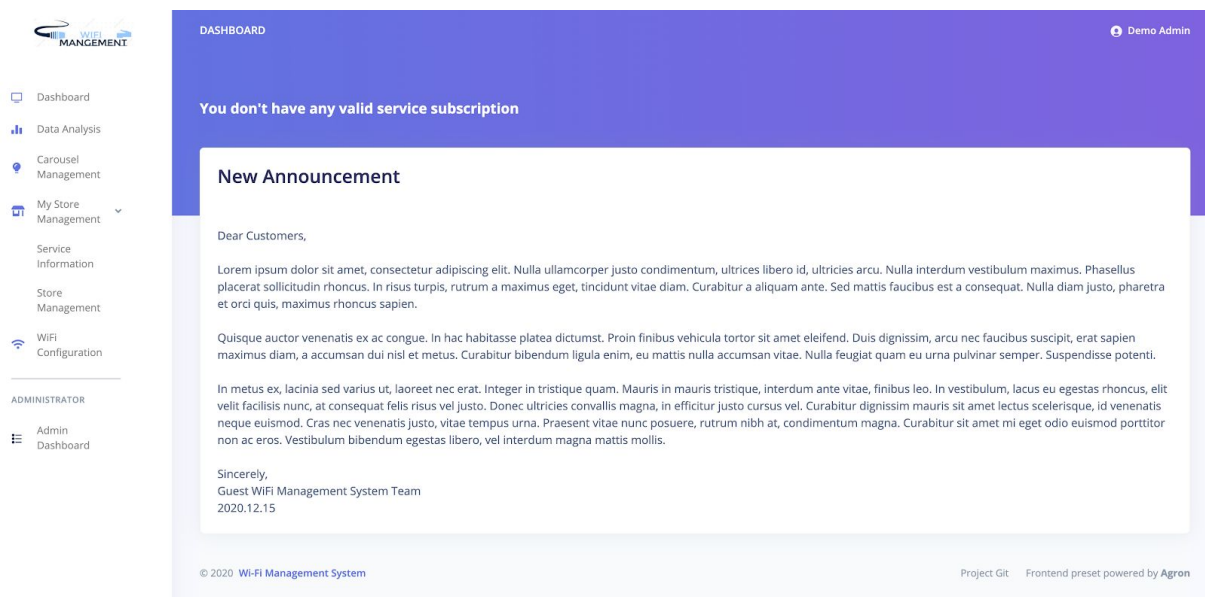 WIFI
MANGEMENT
Dashboard
Data Analysis
Carousel
Management
My Store
Management
Service
Information
Store
Management
WiFi
Configuration
ADMINISTRATOR
Admin
Dashboard
DASHBOARD
Demo Admin
You don't have any valid service subscription
New Announcement
Dear Customers,
Lorem ipsum dolor sit amet, consectetur adipiscing elit. Nulla ullamcorper justo condimentum, ultrices libero id, ultricies arcu. Nulla interdum vestibulum maximus. Phasellus
placerat sollicitudin rhoncus. In risus turpis, rutrum a maximus eget, tincidunt vitae diam. Curabitur a aliquam ante. Sed mattis faucibus est a consequat. Nulla diam justo, pharetra
et orci quis, maximus rhoncus sapien.
Quisque auctor venenatis ex ac congue. In hac habitasse platea dictumst. Proin finibus vehicula tortor sit amet eleifend. Duis dignissim, arcu nec faucibus suscipit, erat sapien
maximus diam, a accumsan dui nisl et metus. Curabitur bibendum ligula enim, eu mattis nulla accumsan vitae. Nulla feugiat quam eu urna pulvinar semper. Suspendisse potenti.
In metus ex, lacinia sed varius ut, laoreet nec erat. Integer in tristique quam. Mauris in mauris tristique, interdum ante vitae, finibus leo. In vestibulum, lacus eu egestas rhoncus, elit
velit facilisis nunc, at consequat felis risus vel justo. Donec ultricies convallis magna, in efficitur justo cursus vel. Curabitur dignissim mauris sit amet lectus scelerisque, id venenatis
neque euismod. Cras nec venenatis justo, vitae tempus urna. Praesent vitae nunc posuere, rutrum nibh at, condimentum magna. Curabitur sit amet mi eget odio euismod porttitor
non ac eros. Vestibulum bibendum egestas libero, vel interdum magna mattis mollis.
Sincerely,
Guest WiFi Management System Team
2020.12.15
© 2020 Wi-Fi Management System
Project Git Frontend preset powered by Agron